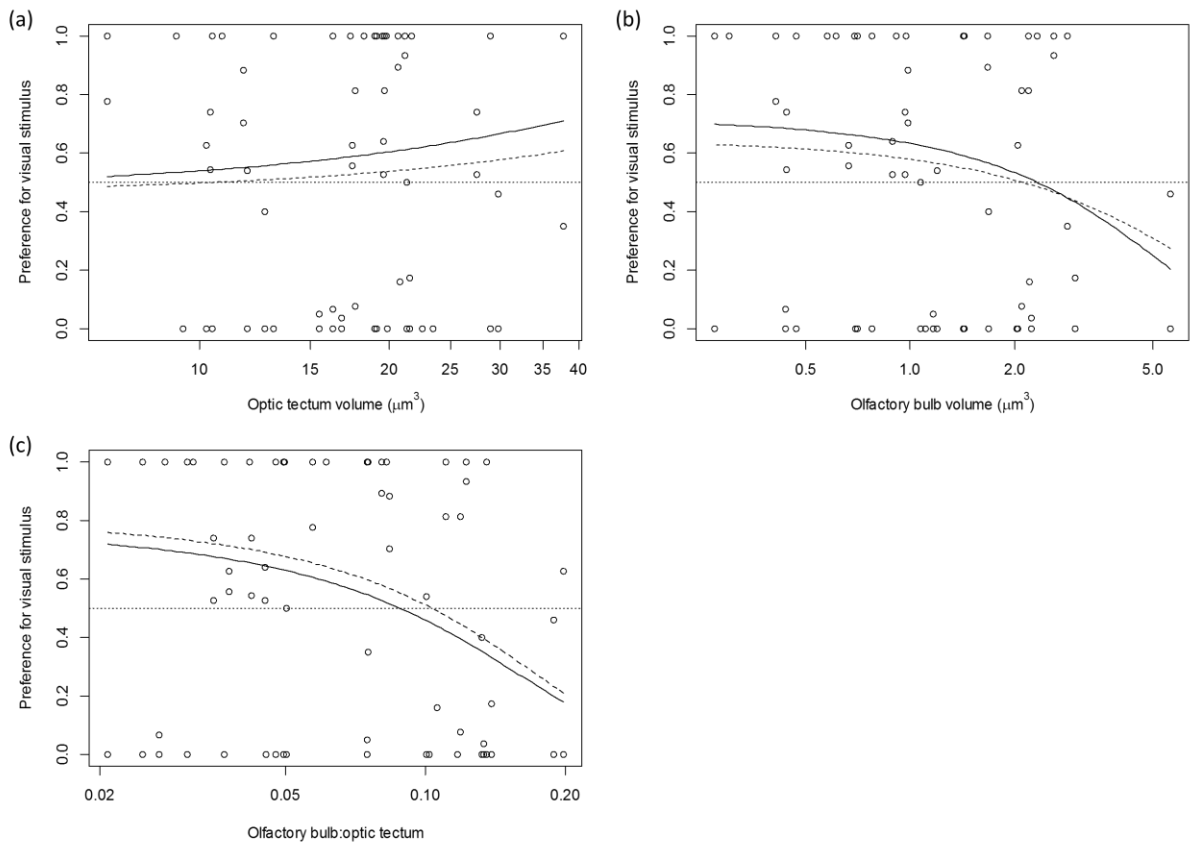 (a)
Preference for visual stimulus
1.0
0.8
0.6
0.4
0.2
0.0
10 15 20 25 30 35 40
Optic tectum volume (μm³)
(b)
Preference for visual stimulus
1.0
0.8
0.6
0.4
0.2
0.0
0.5 1.0 2.0 5.0
Olfactory bulb volume (μm³)
(c)
Preference for visual stimulus
1.0
0.8
0.6
0.4
0.2
0.0
0.02 0.05 0.10 0.20
Olfactory bulb:optic tectum